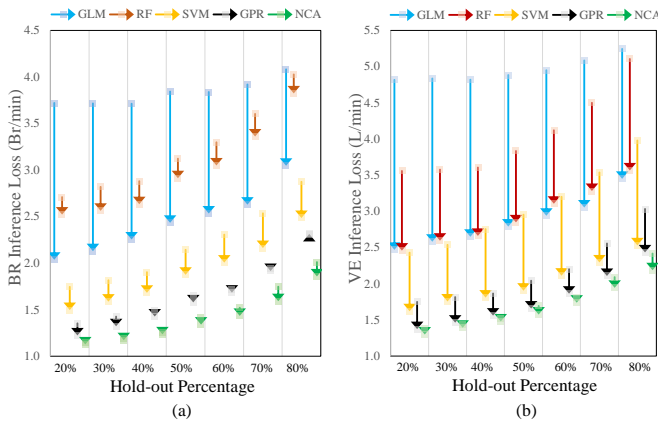 GLM RF SVM GPR NCA
4.5
4.0
3.5
3.0
2.5
2.0
1.5
1.0
BR Inference Loss (Br/min)
20% 30% 40% 50% 60% 70% 80%
Hold-out Percentage
(a)
GLM RF SVM GPR NCA
5.5
5.0
4.5
4.0
3.5
3.0
2.5
2.0
1.5
1.0
VE Inference Loss (L/min)
20% 30% 40% 50% 60% 70% 80%
Hold-out Percentage
(b)